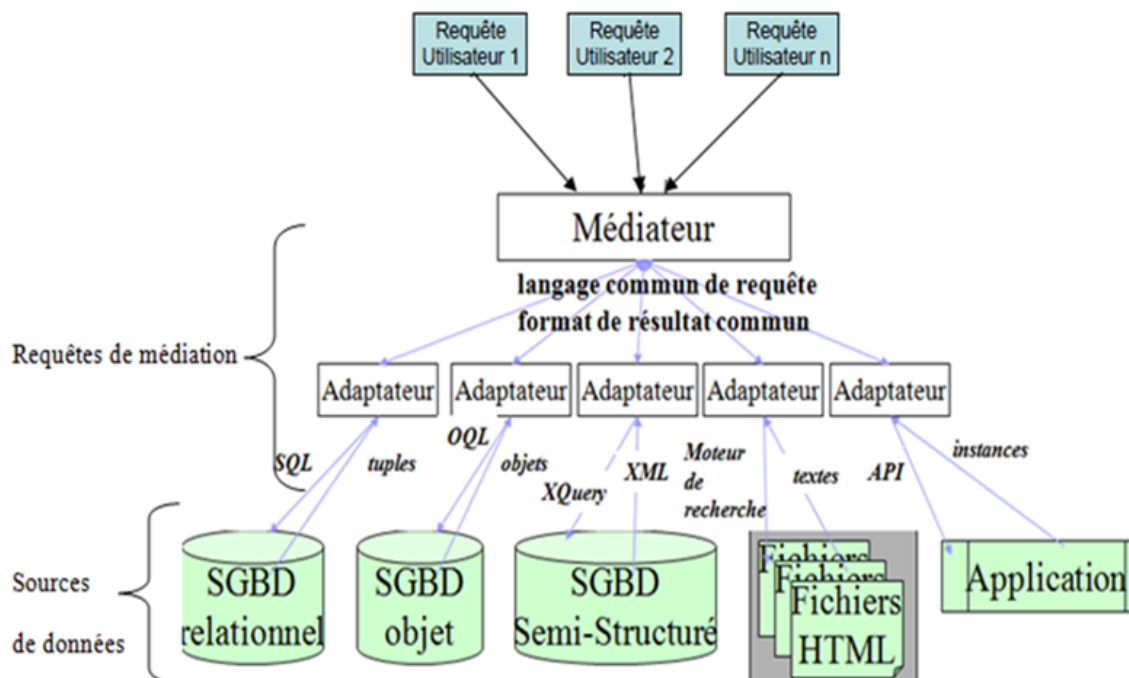 Requête
Utilisateur 1
Requête
Utilisateur 2
Requête
Utilisateur n
Médiateur
langage commun de requête
format de résultat commun
Requêtes de médiation
Adaptateur
Adaptateur
Adaptateur
Adaptateur
Adaptateur
SQL
tuples
OQL
objets
XQuery
XML
Moteur
de
recherche
textes
API
instances
Sources
de données
SGBD
relationnel
SGBD
objet
SGBD
Semi-Structuré
Fichiers
Fichiers
Fichiers
HTML
Application